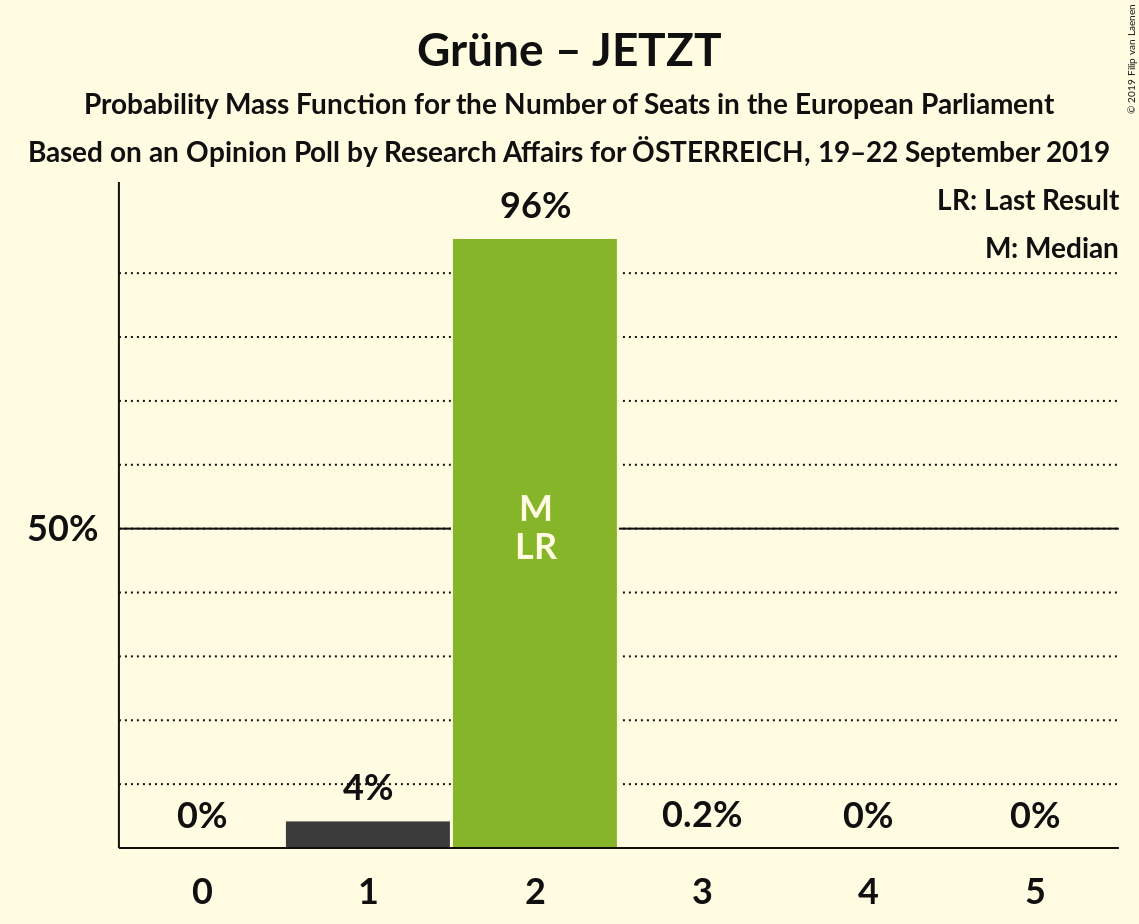 Grüne – JETZT
Probability Mass Function for the Number of Seats in the European Parliament
Based on an Opinion Poll by Research Affairs for ÖSTERREICH, 19–22 September 2019
© 2019 Filip van Laenen
LR: Last Result
M: Median
96%
50%
M
LR
4%
0%
0.2%
0%
0%
0
1
2
3
4
5